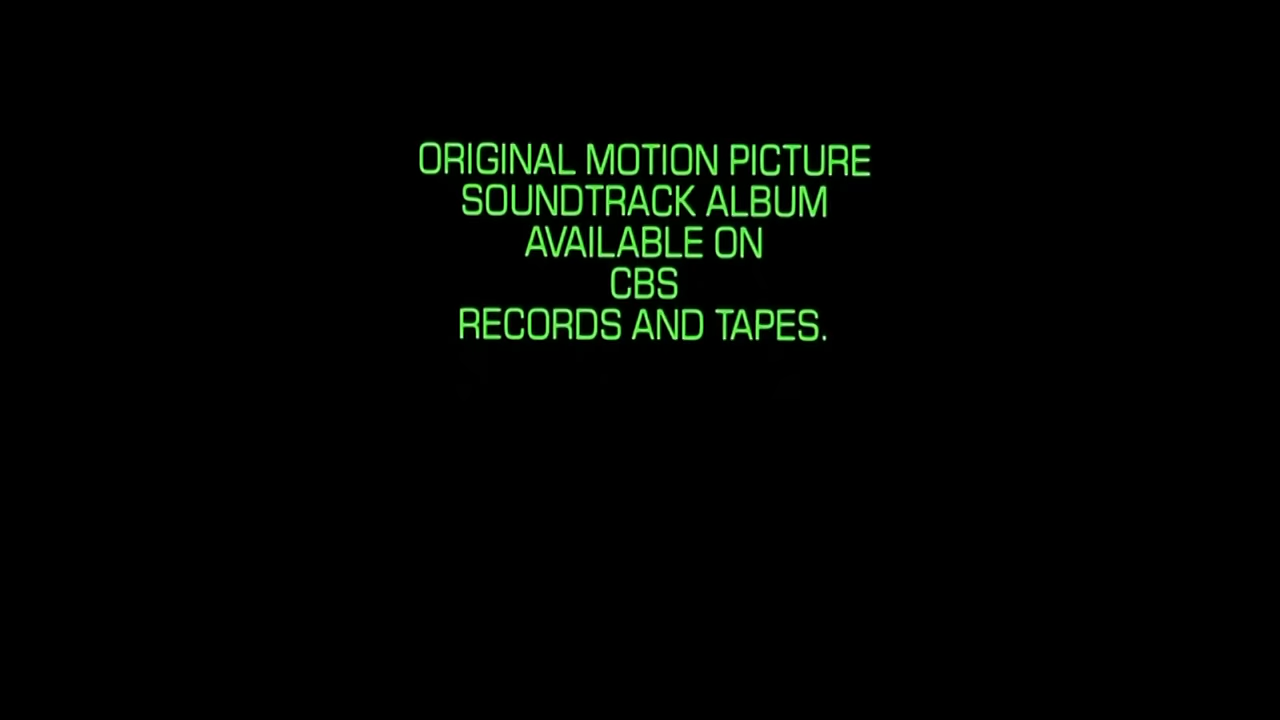 ORIGINAL MOTION PICTURE
SOUNDTRACK ALBUM
AVAILABLE ON
CBS
RECORDS AND TAPES.